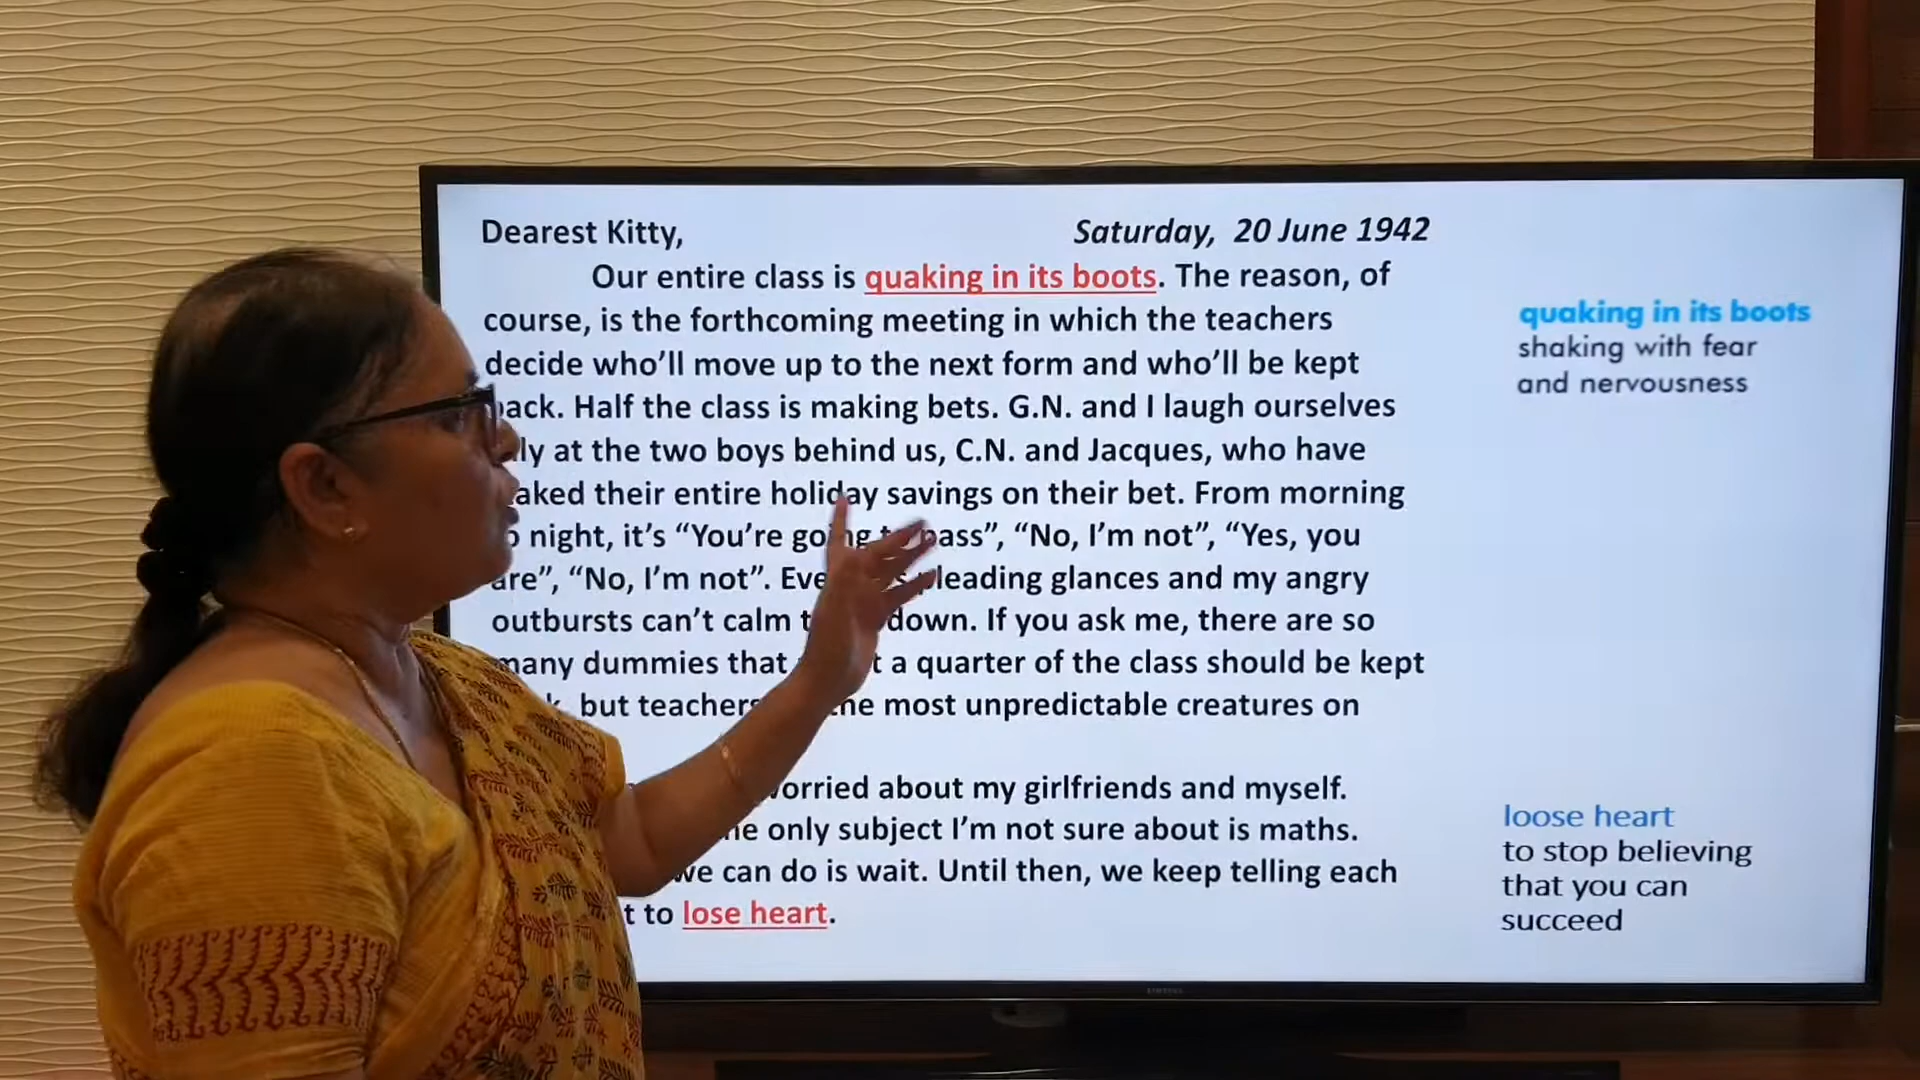 Dearest Kitty, Saturday, 20 June 1942
Our entire class is quaking in its boots. The reason, of
course, is the forthcoming meeting in which the teachers
decide who’ll move up to the next form and who’ll be kept
Half the class is making bets. G.N. and I laugh ourselves
at the two boys behind us, C.N. and Jacques, who have
their entire holiday savings on their bet. From morning
night, it’s “You’re going to pass”, “No, I’m not”, “Yes, you
are”, “No, I’m not”. pleading glances and my angry
outbursts can’t calm down. If you ask me, there are so
many dummies that a quarter of the class should be kept
but teachers the most unpredictable creatures on
worried about my girlfriends and myself.
only subject I’m not sure about is maths.
we can do is wait. Until then, we keep telling each
to lose heart.
quaking in its boots
shaking with fear
and nervousness
loose heart
to stop believing
that you can
succeed
SAMSUNG